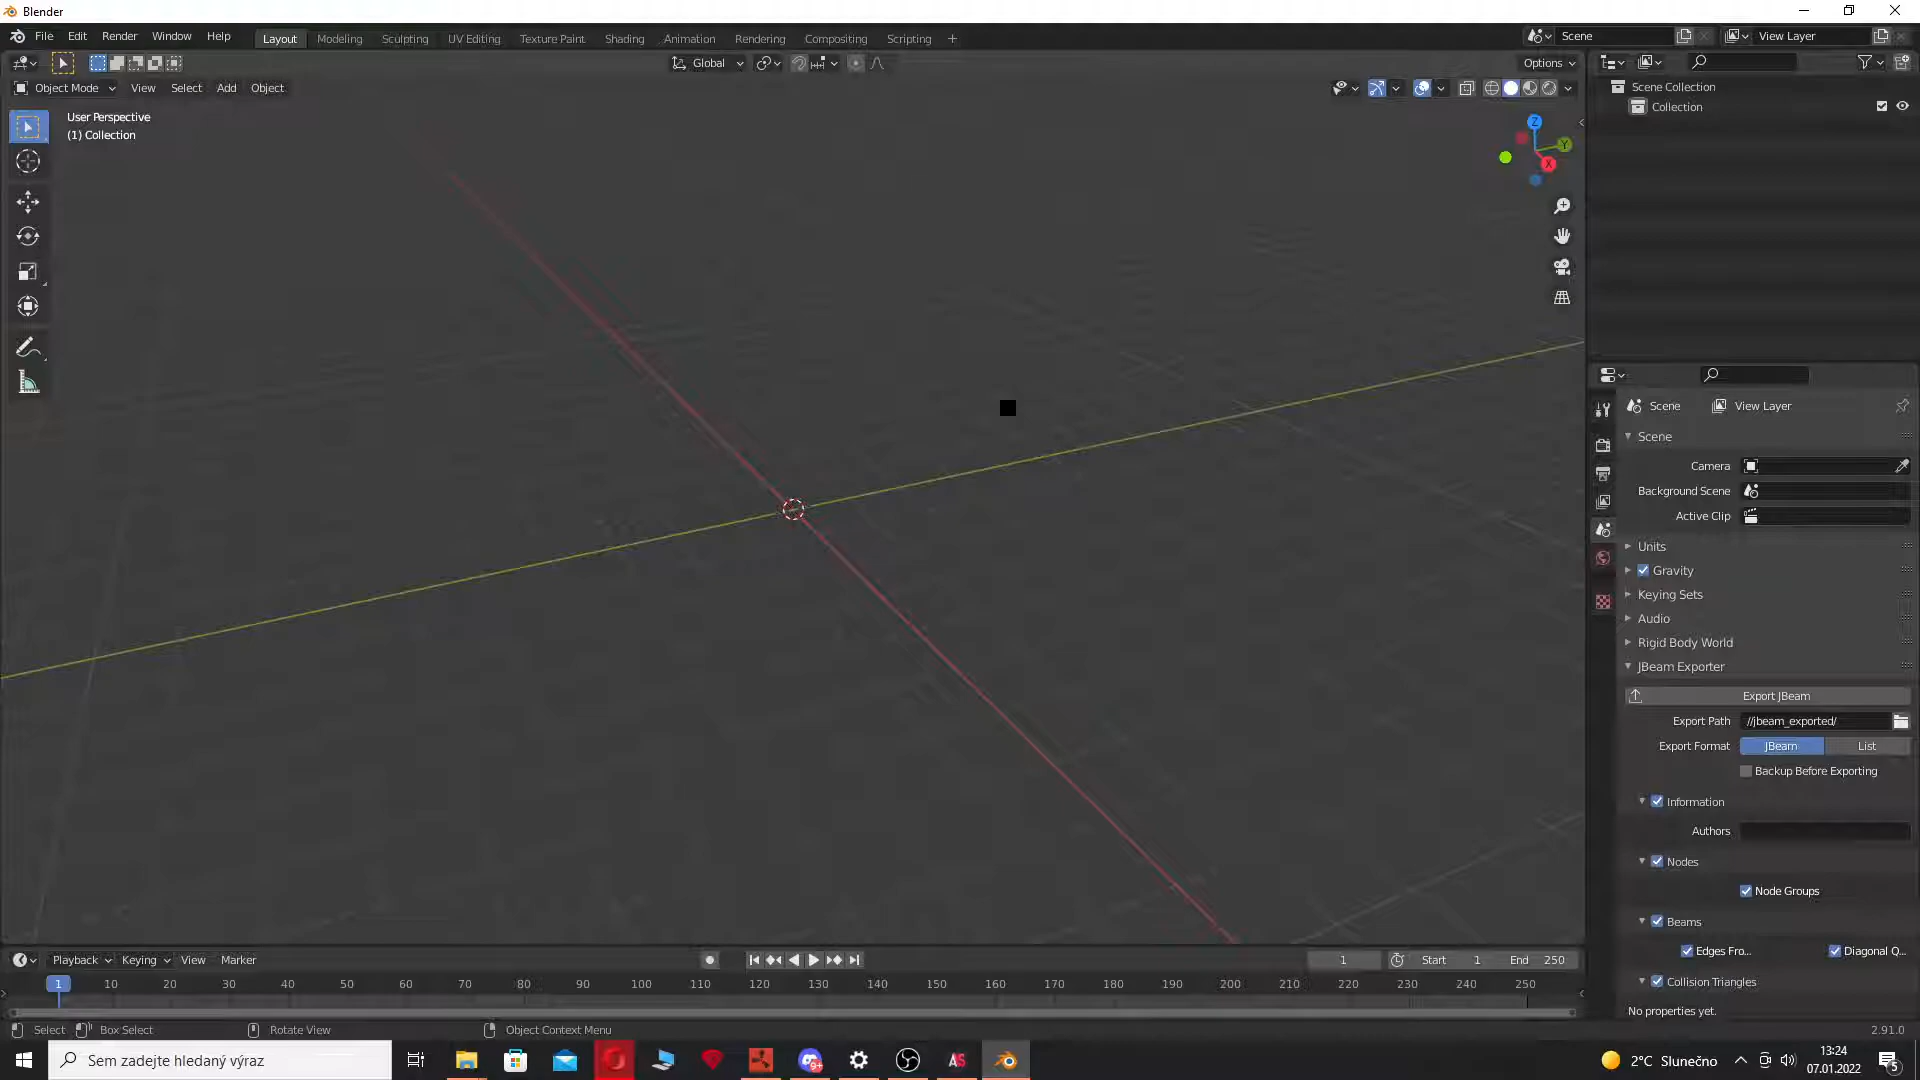 Blender
File Edit Render Window Help Layout Modeling Sculpting UV Editing Texture Paint Shading Animation Rendering Compositing Scripting + Scene View Layer
Global Options
Object Mode View Select Add Object
User Perspective
(1) Collection
Z
Y
X
Scene Collection
Collection
Scene View Layer
Scene
Camera
Background Scene
Active Clip
Units
Gravity
Keying Sets
Audio
Rigid Body World
JBeam Exporter
Export JBeam
Export Path //jbeam_exported/
Export Format JBeam List
Backup Before Exporting
Information
Authors
Nodes
Node Groups
Beams
Edges Fro... Diagonal Q...
Collision Triangles
No properties yet.
Playback Keying View Marker 1 Start 1 End 250
1 10 20 30 40 50 60 70 80 90 100 110 120 130 140 150 160 170 180 190 200 210 220 230 240 250
Select Box Select Rotate View Object Context Menu 2.91.0
Sem zadejte hledaný výraz 9+ AS 2°C Slunečno 13:24
07.01.2022 5